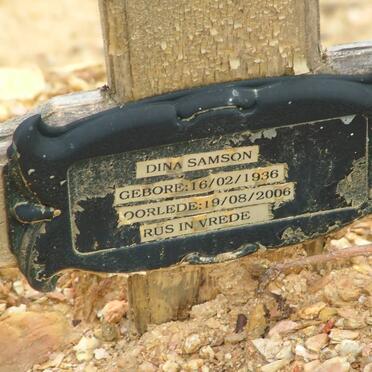 DINA SAMSON
GEBORE:16/02/1936
OORLEDE:19/08/2006
RUS IN VREDE